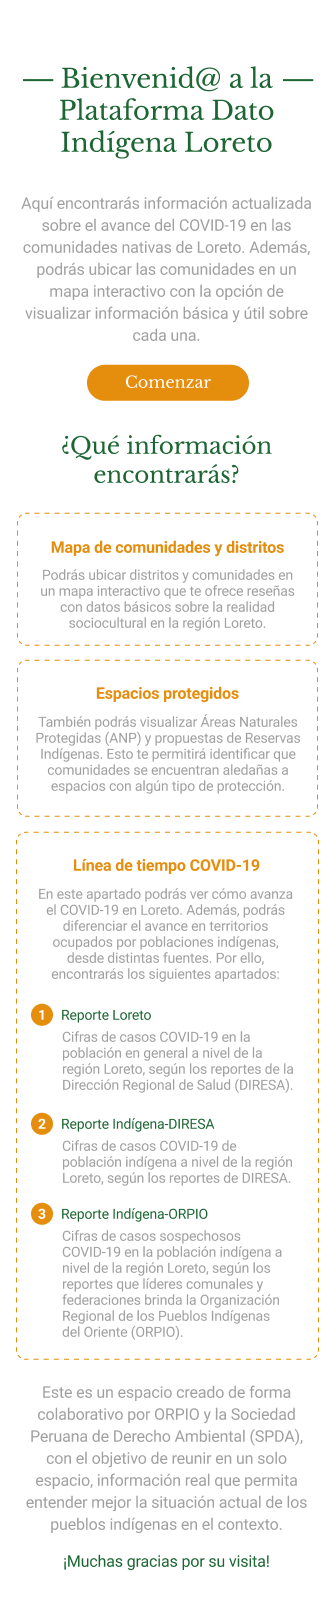 Bienvenid@ a la
Plataforma Dato
Indígena Loreto
Aquí encontrarás información actualizada
sobre el avance del COVID-19 en las
comunidades nativas de Loreto. Además,
podrás ubicar las comunidades en un
mapa interactivo con la opción de
visualizar información básica y útil sobre
cada una.
Comenzar
¿Qué información
encontrarás?
Mapa de comunidades y distritos
Podrás ubicar distritos y comunidades en
un mapa interactivo que te ofrece reseñas
con datos básicos sobre la realidad
sociocultural en la región Loreto.
Espacios protegidos
También podrás visualizar Áreas Naturales
Protegidas (ANP) y propuestas de Reservas
Indígenas. Esto te permitirá identificar que
comunidades se encuentran aledañas a
espacios con algún tipo de protección.
Línea de tiempo COVID-19
En este apartado podrás ver cómo avanza
el COVID-19 en Loreto. Además, podrás
diferenciar el avance en territorios
ocupados por poblaciones indígenas,
desde distintas fuentes. Por ello,
encontrarás los siguientes apartados:
1 Reporte Loreto
Cifras de casos COVID-19 en la
población en general a nivel de la
región Loreto, según los reportes de la
Dirección Regional de Salud (DIRESA).
2 Reporte Indígena-DIRESA
Cifras de casos COVID-19 de
población indígena a nivel de la región
Loreto, según los reportes de DIRESA.
3 Reporte Indígena-ORPIO
Cifras de casos sospechosos
COVID-19 en la población indígena a
nivel de la región Loreto, según los
reportes que líderes comunales y
federaciones brinda la Organización
Regional de los Pueblos Indígenas
del Oriente (ORPIO).
Este es un espacio creado de forma
colaborativo por ORPIO y la Sociedad
Peruana de Derecho Ambiental (SPDA),
con el objetivo de reunir en un solo
espacio, información real que permita
entender mejor la situación actual de los
pueblos indígenas en el contexto.
¡Muchas gracias por su visita!